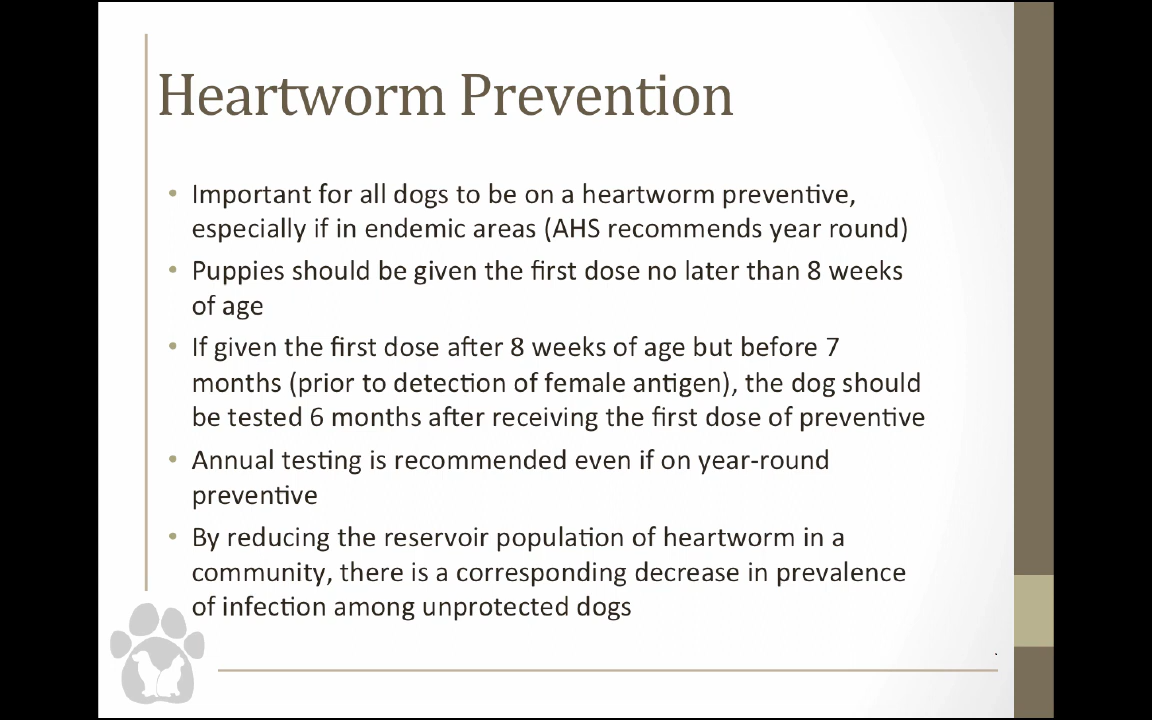 Heartworm Prevention
• Important for all dogs to be on a heartworm preventive,
especially if in endemic areas (AHS recommends year round)
• Puppies should be given the first dose no later than 8 weeks
of age
• If given the first dose after 8 weeks of age but before 7
months (prior to detection of female antigen), the dog should
be tested 6 months after receiving the first dose of preventive
• Annual testing is recommended even if on year-round
preventive
• By reducing the reservoir population of heartworm in a
community, there is a corresponding decrease in prevalence
of infection among unprotected dogs